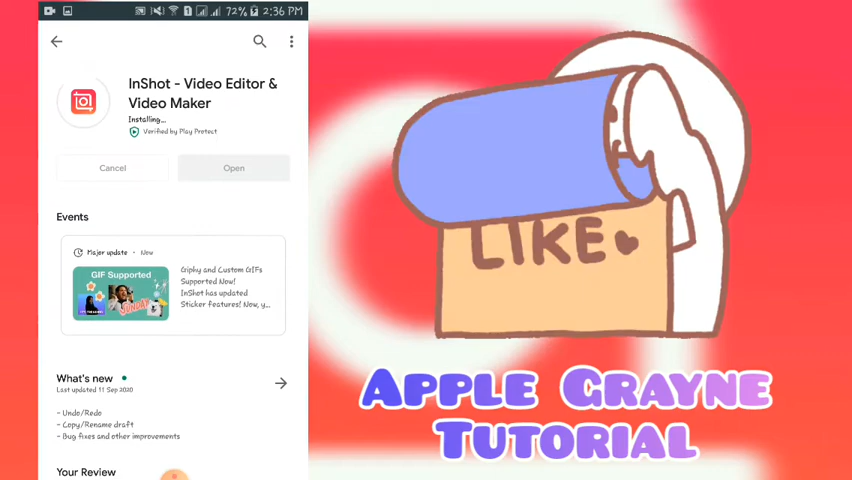 72% 2:36 PM
InShot - Video Editor &
Video Maker
Installing...
Verified by Play Protect
Cancel
Open
Events
Major update • Now
GIF Supported
Giphy and Custom GIFs
Supported Now!
InShot has updated
Sticker features! Now, y...
SUNDAY
What's new
Last updated 11 Sep 2020
- Undo/Redo
- Copy/Rename draft
- Bug fixes and other improvements
Your Review
LIKE
Apple Grayne
Tutorial